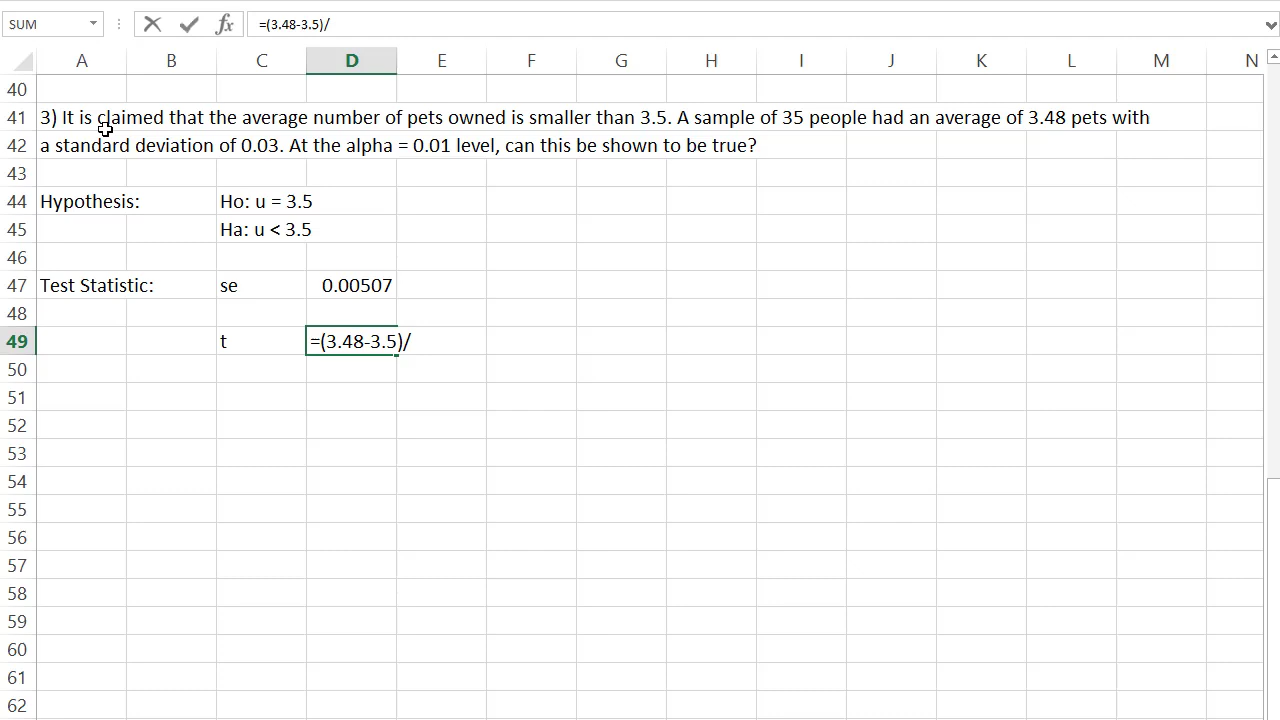 SUM =(3.48-3.5)/
A B C D E F G H I J K L M N
40
41 3) It is claimed that the average number of pets owned is smaller than 3.5. A sample of 35 people had an average of 3.48 pets with
42 a standard deviation of 0.03. At the alpha = 0.01 level, can this be shown to be true?
43
44 Hypothesis: Ho: u = 3.5
45 Ha: u < 3.5
46
47 Test Statistic: se 0.00507
48
49 t =(3.48-3.5)/
50
51
52
53
54
55
56
57
58
59
60
61
62